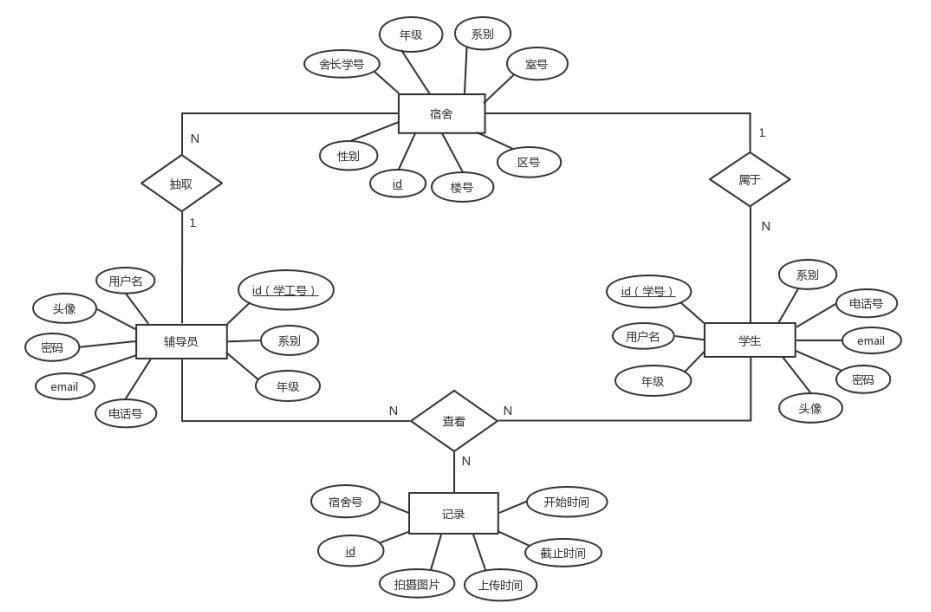 年级
系别
舍长学号
室号
宿舍
性别
id
楼号
区号
N
抽取
1
1
属于
N
用户名
头像
密码
email
电话号
id（学工号）
系别
年级
辅导员
id（学号）
用户名
年级
系别
电话号
email
密码
头像
学生
N
查看
N
N
宿舍号
id
拍摄图片
上传时间
截止时间
开始时间
记录